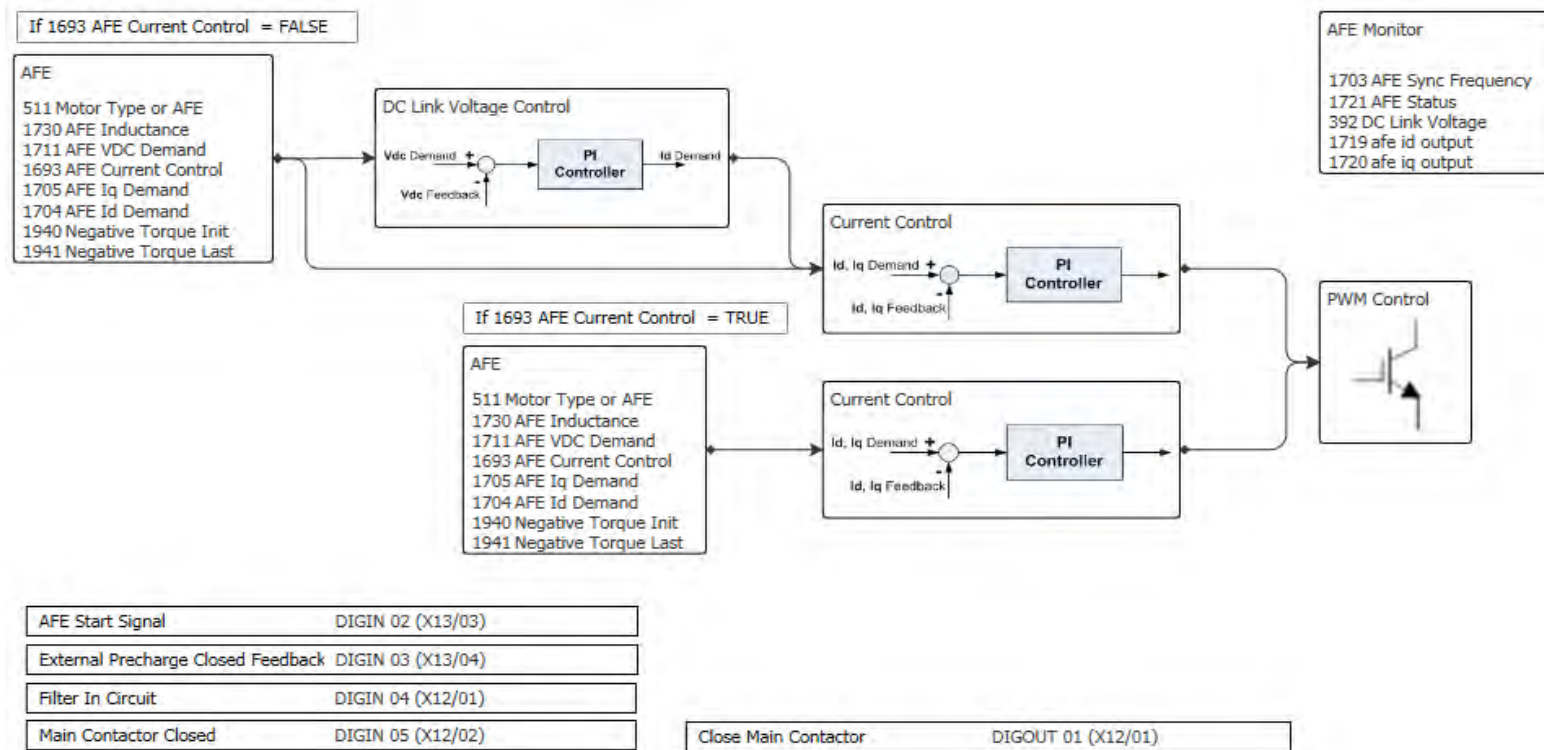 If 1693 AFE Current Control = FALSE
AFE
511 Motor Type or AFE
1730 AFE Inductance
1711 AFE VDC Demand
1693 AFE Current Control
1705 AFE Iq Demand
1704 AFE Id Demand
1940 Negative Torque Init
1941 Negative Torque Last
DC Link Voltage Control
Vdc Demand +
-
Vdc Feedback
PI
Controller
Id Demand
AFE Monitor
1703 AFE Sync Frequency
1721 AFE Status
392 DC Link Voltage
1719 afe id output
1720 afe iq output
Current Control
Id, Iq Demand +
-
Id, Iq Feedback
PI
Controller
PWM Control
If 1693 AFE Current Control = TRUE
AFE
511 Motor Type or AFE
1730 AFE Inductance
1711 AFE VDC Demand
1693 AFE Current Control
1705 AFE Iq Demand
1704 AFE Id Demand
1940 Negative Torque Init
1941 Negative Torque Last
Current Control
Id, Iq Demand +
-
Id, Iq Feedback
PI
Controller
AFE Start Signal DIGIN 02 (X13/03)
External Precharge Closed Feedback DIGIN 03 (X13/04)
Filter In Circuit DIGIN 04 (X12/01)
Main Contactor Closed DIGIN 05 (X12/02)
Close Main Contactor DIGOUT 01 (X12/01)